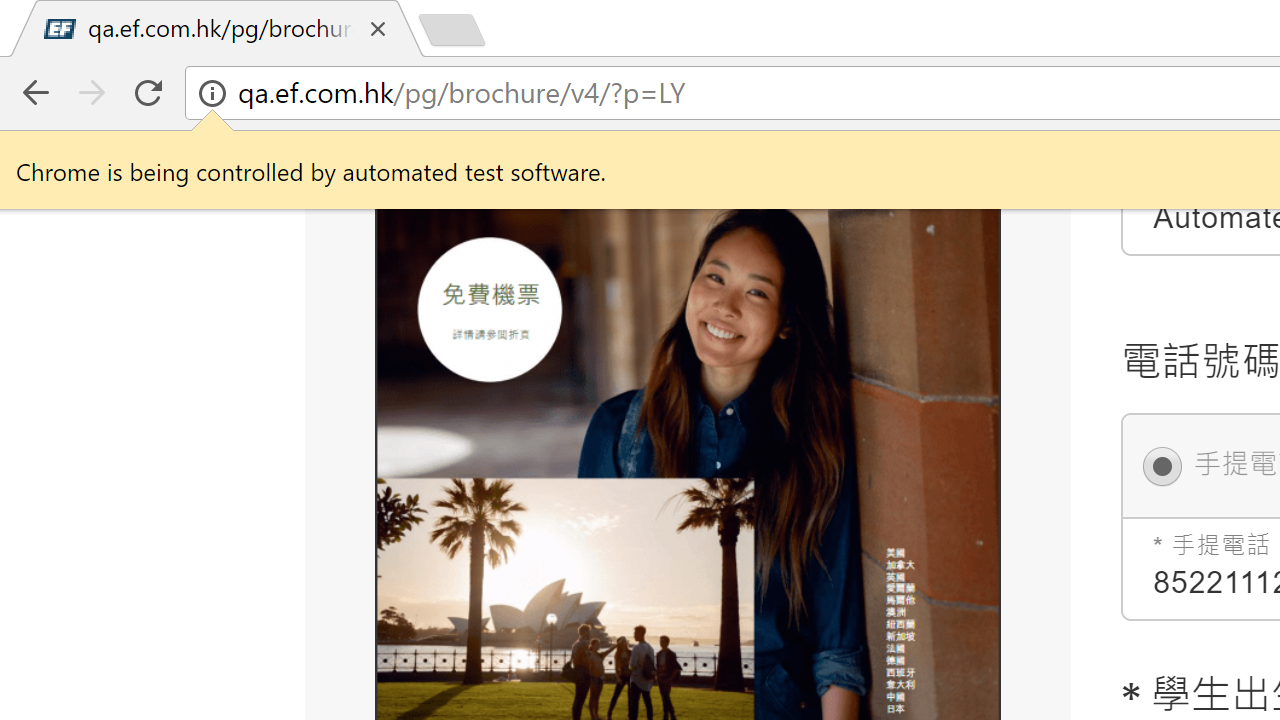 EF qa.ef.com.hk/pg/brochur
qa.ef.com.hk/pg/brochure/v4/?p=LY
Chrome is being controlled by automated test software.
免費機票
詳情請參閱折頁
美國
加拿大
英國
愛爾蘭
馬爾他
澳洲
紐西蘭
新加坡
法國
德國
西班牙
意大利
中國
日本
Automate
電話號碼
手提電
* 手提電話
85221112
* 學生出生